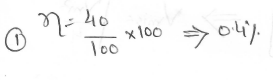 ① η = 40/100 × 100 ⇒ 0.4%